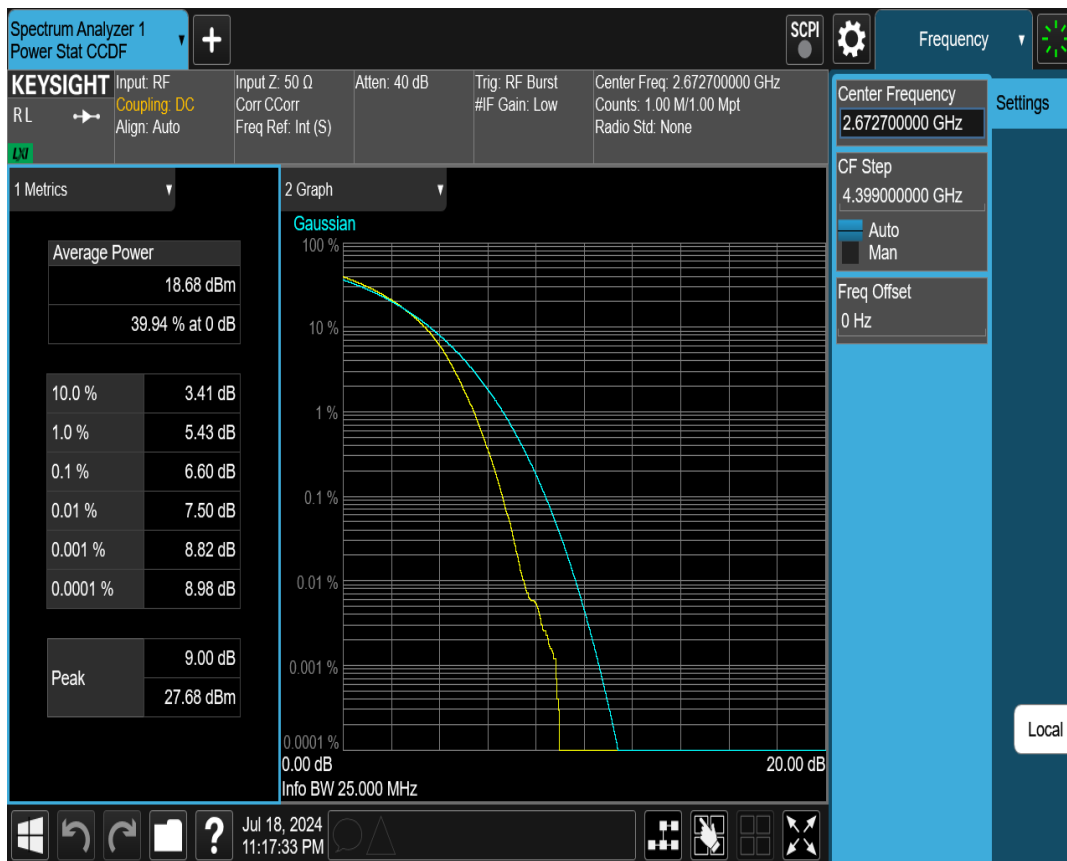 Spectrum Analyzer 1
Power Stat CCDF
+
SCPI
Frequency
KEYSIGHT
RL
LXI
Input: RF
Coupling: DC
Align: Auto
Input Z: 50 Ω
Corr CCorr
Freq Ref: Int (S)
Atten: 40 dB
Trig: RF Burst
#IF Gain: Low
Center Freq: 2.672700000 GHz
Counts: 1.00 M/1.00 Mpt
Radio Std: None
Center Frequency
2.672700000 GHz
Settings
CF Step
4.399000000 GHz
Auto
Man
Freq Offset
0 Hz
Local
1 Metrics
Average Power
18.68 dBm
39.94 % at 0 dB
10.0 % 3.41 dB
1.0 % 5.43 dB
0.1 % 6.60 dB
0.01 % 7.50 dB
0.001 % 8.82 dB
0.0001 % 8.98 dB
Peak
9.00 dB
27.68 dBm
2 Graph
Gaussian
100 %
10 %
1 %
0.1 %
0.01 %
0.001 %
0.0001 %
0.00 dB 20.00 dB
Info BW 25.000 MHz
?
Jul 18, 2024
11:17:33 PM